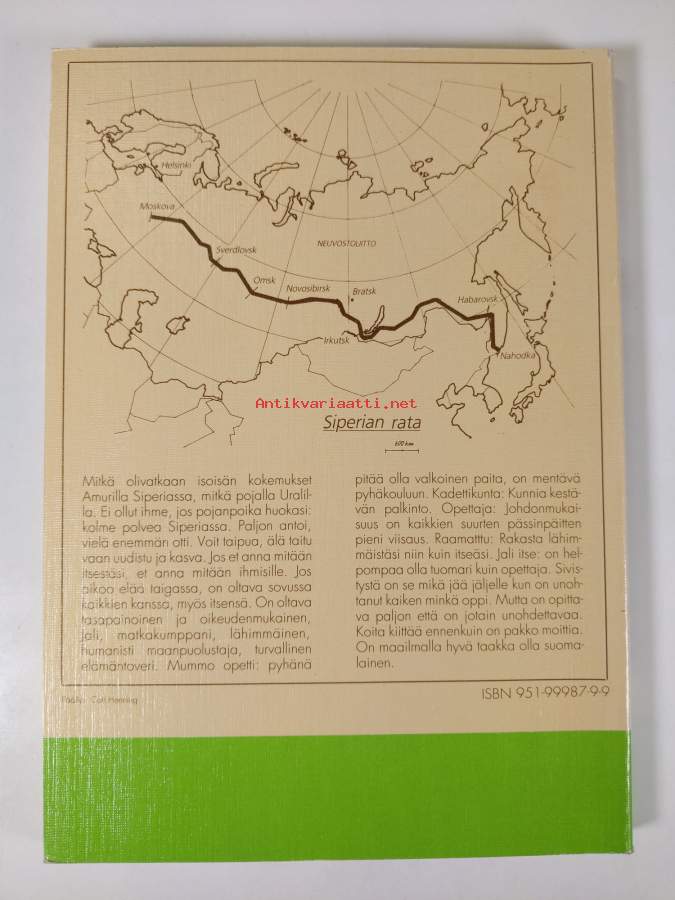 Helsinki
Moskova
Sverdlovsk
NEUVOSTOLIITTO
Omsk
Novosibirsk
Bratsk
Habarovsk
Irkutsk
Nahodka
Antikvariaatti.net
Siperian rata
600 km
Mitkä olivatkaan isoisän kokemukset
Amurilla Siperiassa, mitkä pojalla Uralil-
la. Ei ollut ihme, jos pojanpoika huokasi:
kolme polvea Siperiassa. Paljon antoi,
vielä enemmän otti. Voit taipua, älä taitu
vaan uudistu ja kasva. Jos et anna mitään
itsestäsi, et anna mitään ihmisille. Jos
aikoo elää taigassa, on oltava sovussa
kaikkien kanssa, myös itsensä. On oltava
tasapainoinen ja oikeudenmukainen,
Jali, matkakumppani, lähimmäinen,
humanisti maanpuolustaja, turvallinen
elämäntoveri. Mummo opetti: pyhänä
pitää olla valkoinen paita, on mentävä
pyhäkouluun. Kadettikunta: Kunnia kestä-
vän palkinto. Opettaja: Johdonmukai-
suus on kaikkien suurten pässinpäitten
pieni viisaus. Raamatttu: Rakasta lähim-
mäistäsi niin kuin itseäsi. Jali itse: on hel-
pompaa olla tuomari kuin opettaja. Sivis-
tystä on se mikä jää jäljelle kun on unoh-
tanut kaiken minkä oppi. Mutta on opitta-
va paljon että on jotain unohdettavaa.
Koita kiittää ennenkuin on pakko moittia.
On maailmalla hyvä taakka olla suoma-
lainen.
ISBN 951-99987-9-9